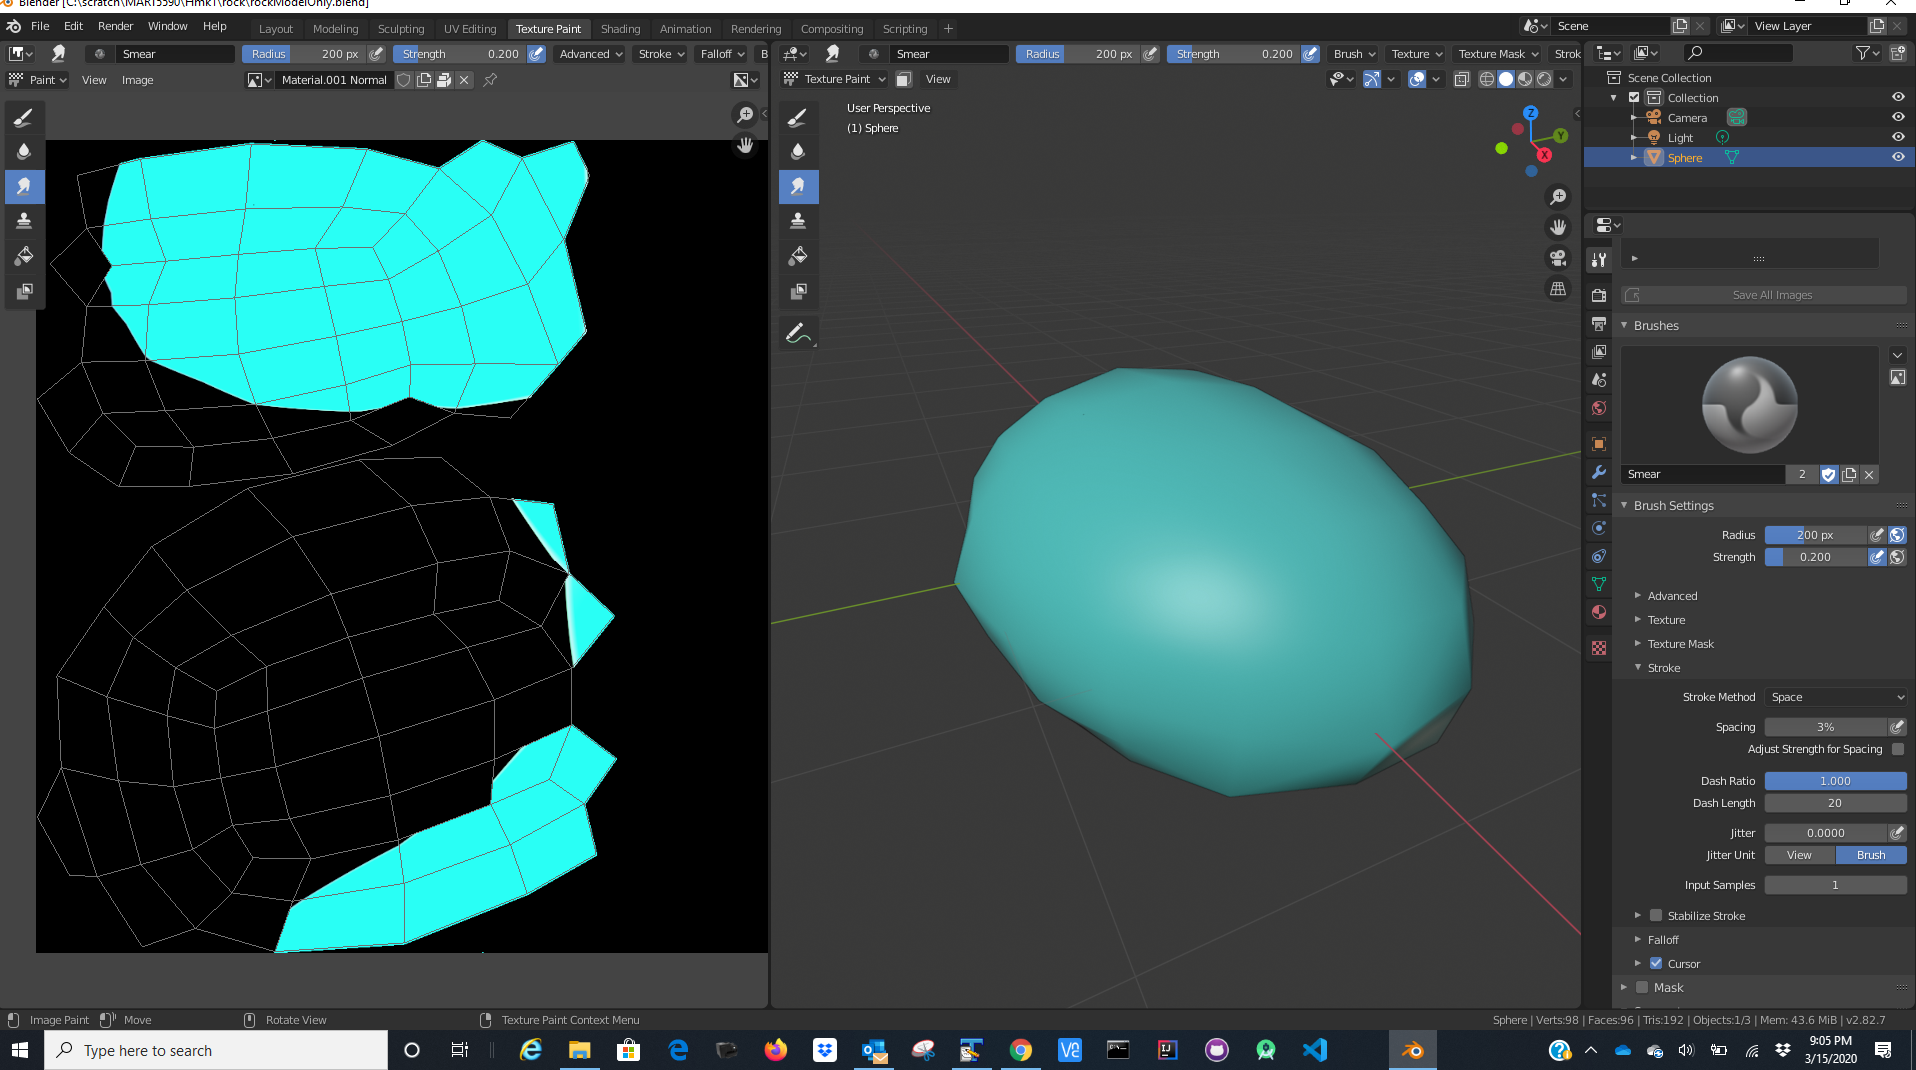 Blender [C:\scratch\MART5590\Hmk1\rock\rockModelOnly.blend]
File Edit Render Window Help Layout Modeling Sculpting UV Editing Texture Paint Shading Animation Rendering Compositing Scripting + Scene View Layer
Smear Radius 200 px Strength 0.200 Advanced Stroke Falloff B
Smear Radius 200 px Strength 0.200 Brush Texture Texture Mask Strok
Paint View Image Material.001 Normal
Texture Paint View
User Perspective
(1) Sphere
Z
Y
X
Scene Collection
Collection
Camera
Light
Sphere
Save All Images
Brushes
Smear 2
Brush Settings
Radius 200 px
Strength 0.200
Advanced
Texture
Texture Mask
Stroke
Stroke Method Space
Spacing 3%
Adjust Strength for Spacing
Dash Ratio 1.000
Dash Length 20
Jitter 0.0000
Jitter Unit View Brush
Input Samples 1
Stabilize Stroke
Falloff
Cursor
Mask
Image Paint Move Rotate View Texture Paint Context Menu Sphere | Verts:98 | Faces:96 | Tris:192 | Objects:1/3 | Mem: 43.6 MiB | v2.82.7
Type here to search
9:05 PM
3/15/2020